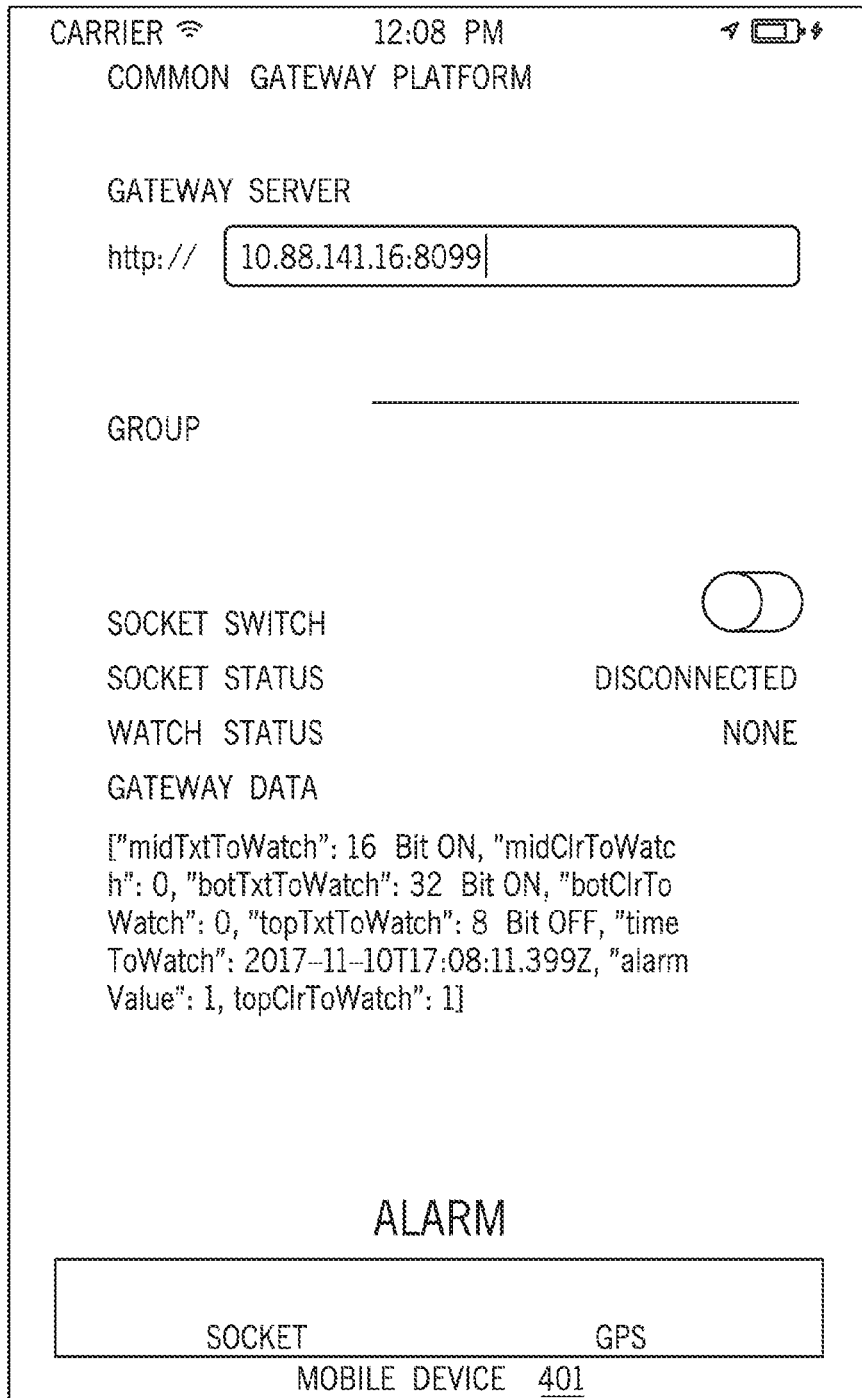 CARRIER 12:08 PM
COMMON GATEWAY PLATFORM
GATEWAY SERVER
http:// 10.88.141.16:8099
GROUP
SOCKET SWITCH
SOCKET STATUS DISCONNECTED
WATCH STATUS NONE
GATEWAY DATA
["midTxtToWatch": 16 Bit ON, "midClrToWatc
h": 0, "botTxtToWatch": 32 Bit ON, "botClrTo
Watch": 0, "topTxtToWatch": 8 Bit OFF, "time
ToWatch": 2017-11-10T17:08:11.399Z, "alarm
Value": 1, topClrToWatch": 1]
ALARM
SOCKET GPS
MOBILE DEVICE 401